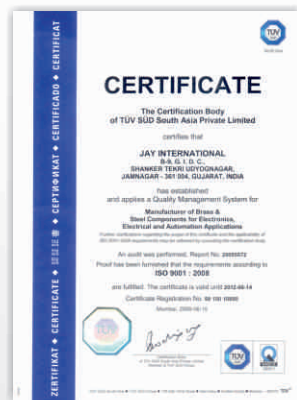 TÜV
CERTIFICATE
The Certification Body
of TÜV SÜD South Asia Private Limited
certifies that
JAY INTERNATIONAL
B-9, G. I. D. C.,
SHANKER TEKRI UDYOGNAGAR,
JAMNAGAR - 361 004, GUJARAT, INDIA
has established
and applies a Quality Management System for
Manufacturer of Brass &
Steel Components for Electronics,
Electrical and Automation Applications
An audit was performed, Report No.
Proof has been furnished that the requirements according to
ISO 9001 : 2008
are fulfilled. The certificate is valid until 2012-06-14
Certificate Registration No.
TÜV
ZERTIFIKAT ◆ CERTIFICATE ◆ ◆ СЕРТИФИКАТ ◆ CERTIFICADO ◆ CERTIFICAT